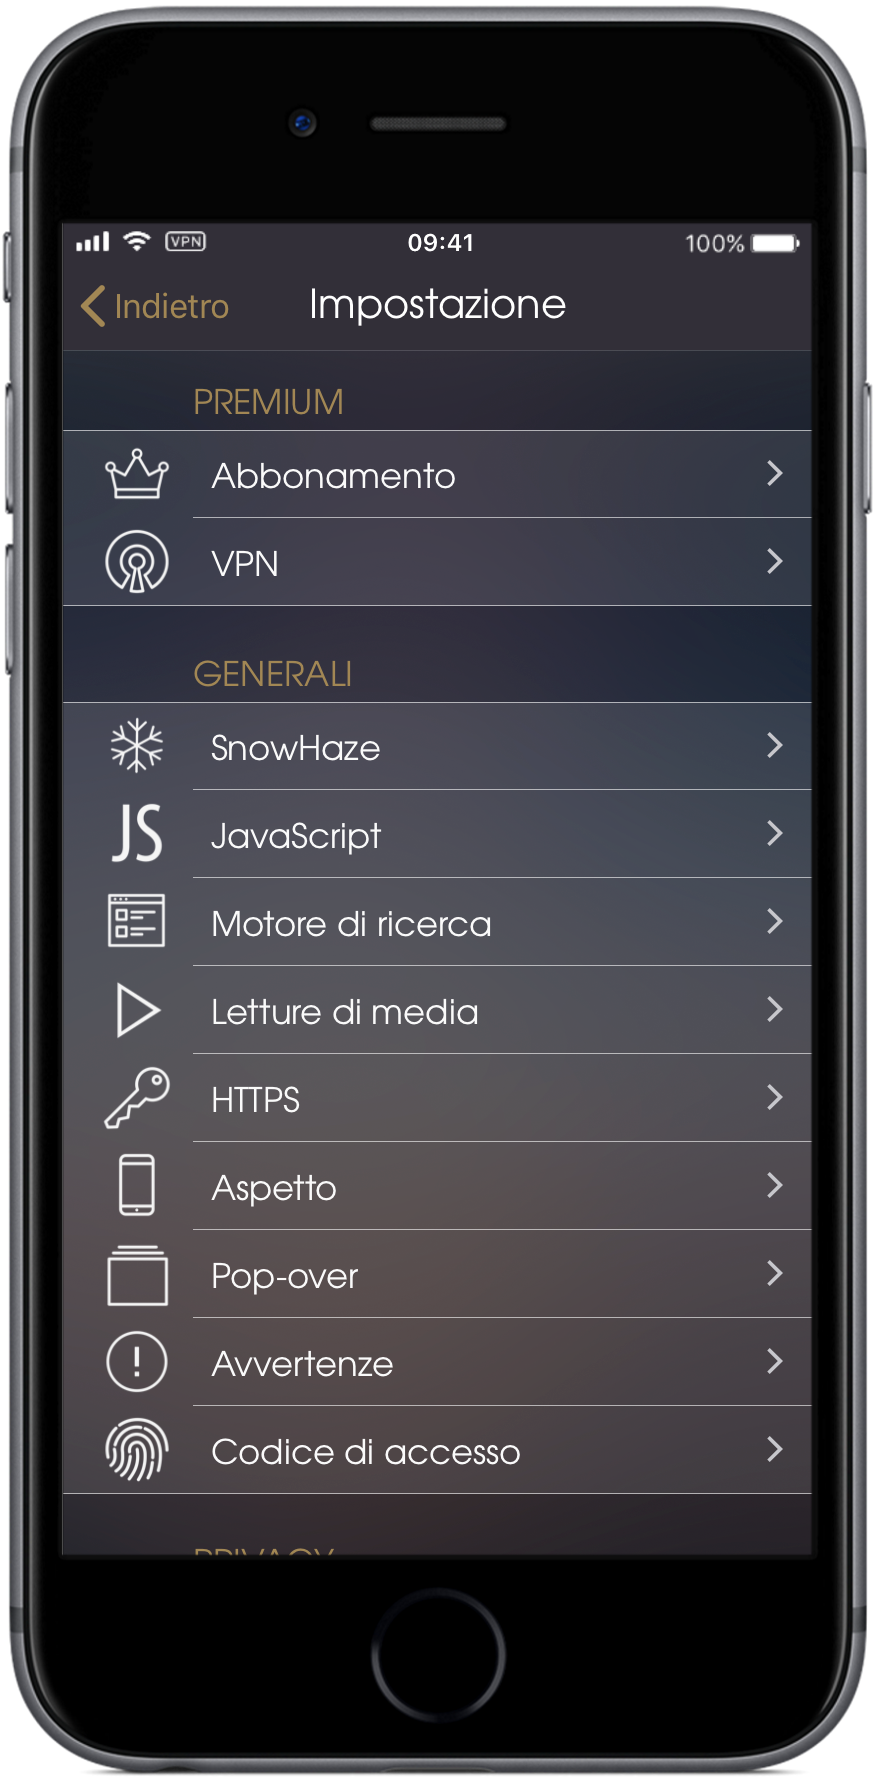 VPN 09:41 100%
Indietro Impostazione
PREMIUM
Abbonamento
VPN
GENERALI
SnowHaze
JS JavaScript
Motore di ricerca
Letture di media
HTTPS
Aspetto
Pop-over
Avvertenze
Codice di accesso
PRIVACY